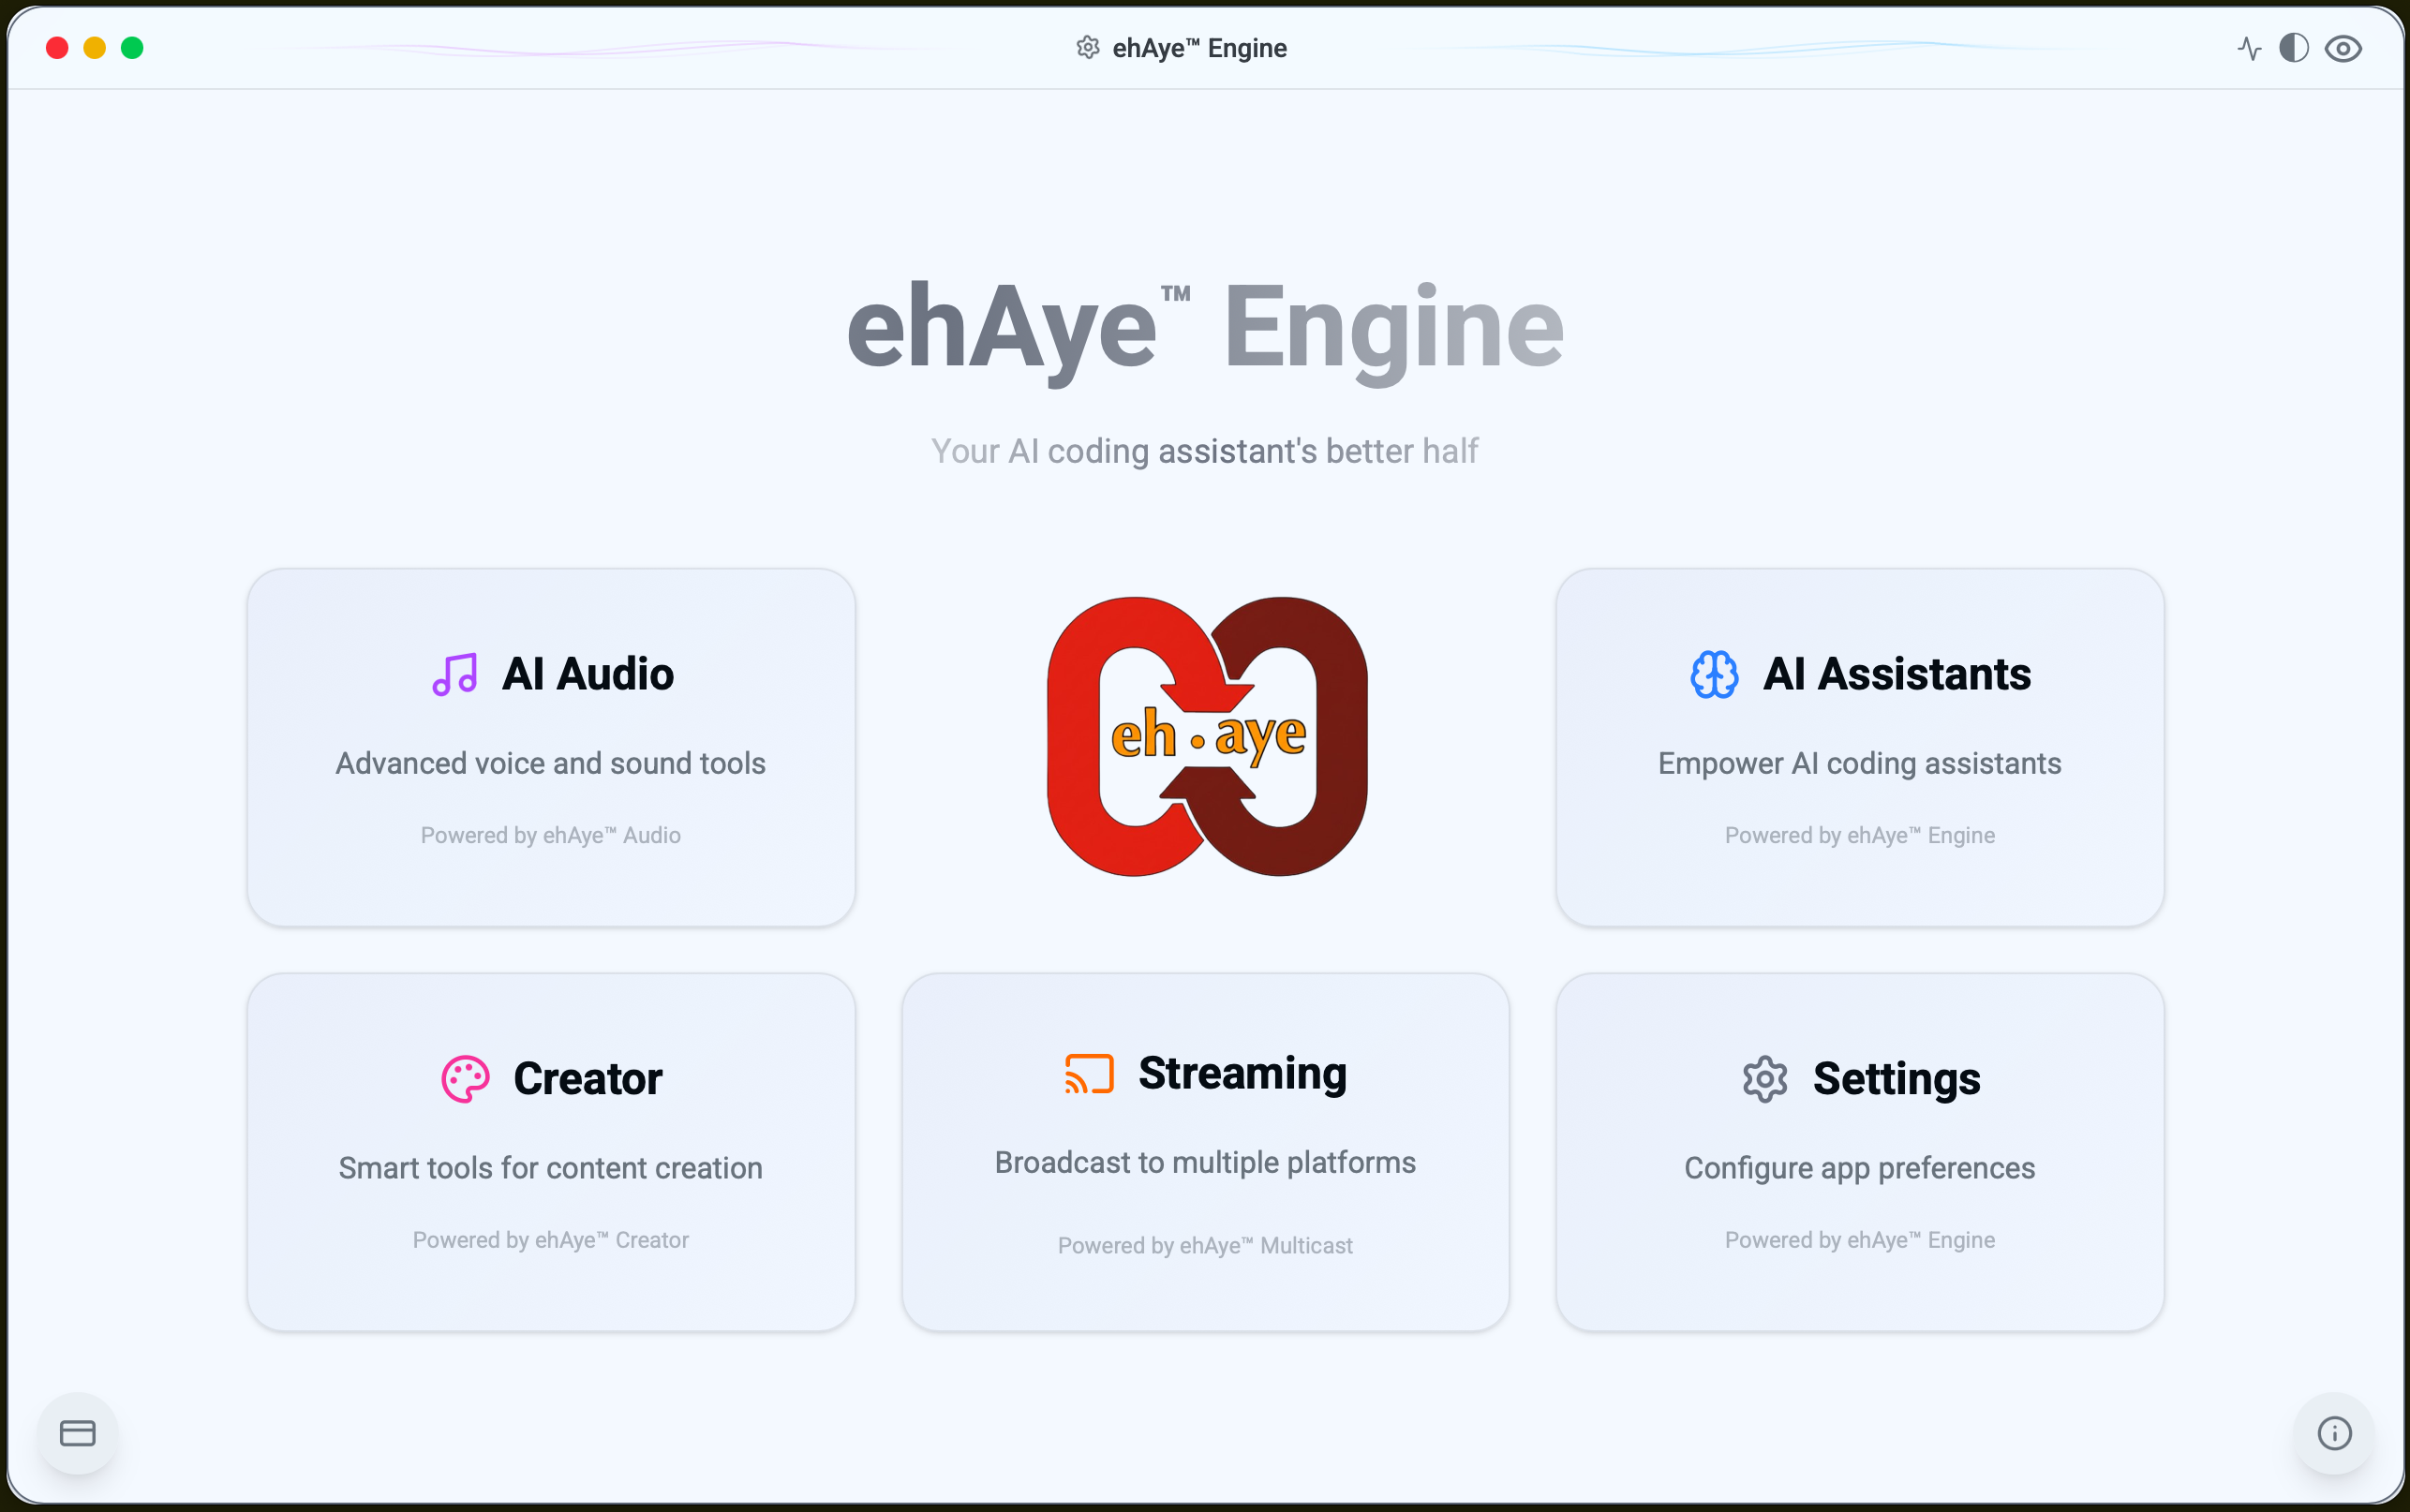 ehAye™ Engine
ehAye™ Engine
Your AI coding assistant's better half
AI Audio
Advanced voice and sound tools
Powered by ehAye™ Audio
eh•aye
AI Assistants
Empower AI coding assistants
Powered by ehAye™ Engine
Creator
Smart tools for content creation
Powered by ehAye™ Creator
Streaming
Broadcast to multiple platforms
Powered by ehAye™ Multicast
Settings
Configure app preferences
Powered by ehAye™ Engine